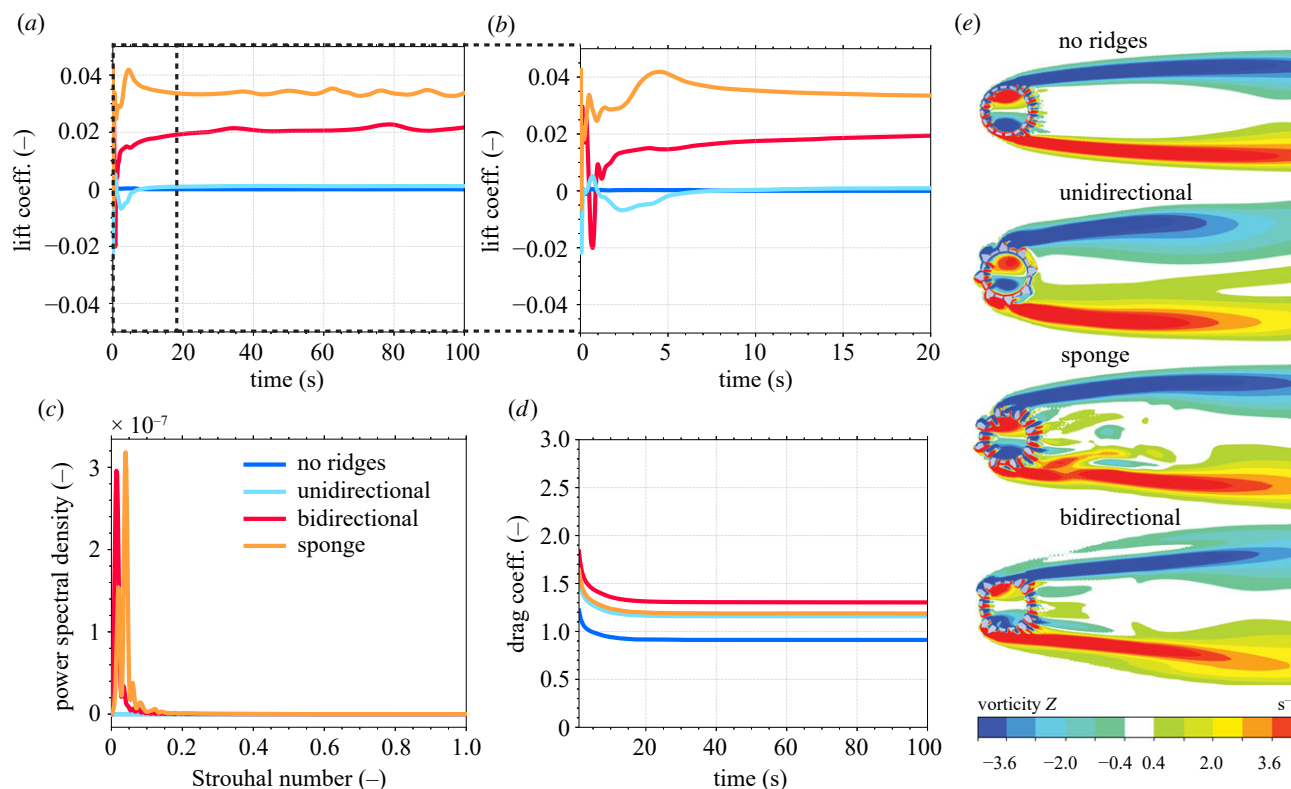 (a)
(b)
(e)
0.04
0.02
0
−0.02
−0.04
lift coeff. (–)
0
20
40
60
80
100
time (s)
0.04
0.02
0
−0.02
−0.04
lift coeff. (–)
0
5
10
15
20
time (s)
(c)
× 10⁻⁷
3
2
1
0
power spectral density (–)
no ridges
unidirectional
bidirectional
sponge
0
0.2
0.4
0.6
0.8
1.0
Strouhal number (–)
(d)
3.0
2.5
2.0
1.5
1.0
0.5
0
drag coeff. (–)
20
40
60
80
100
time (s)
no ridges
unidirectional
sponge
bidirectional
vorticity Z
s⁻
−3.6
−2.0
−0.4
0.4
2.0
3.6